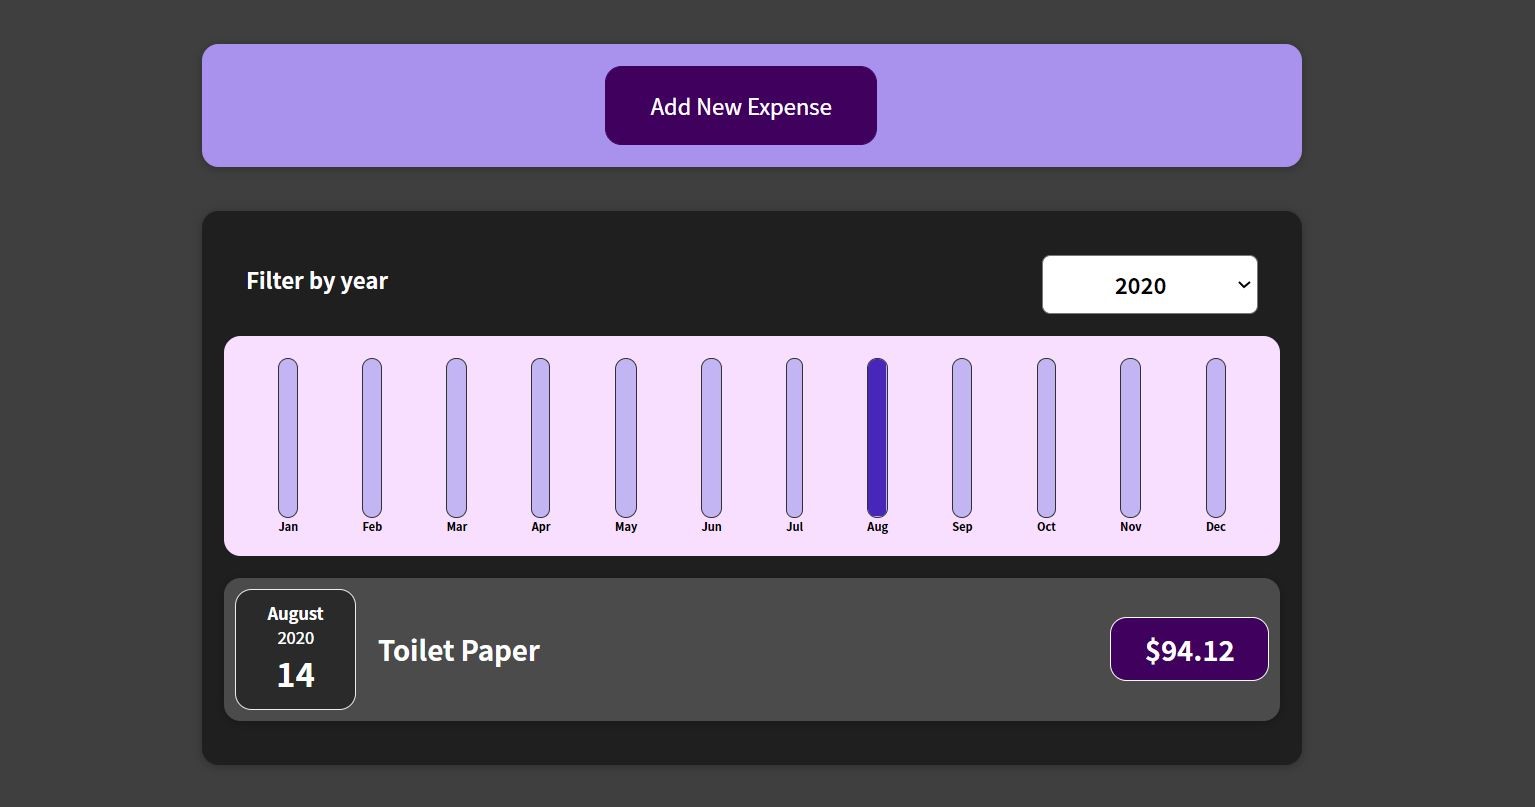 Add New Expense
Filter by year
2020
Jan Feb Mar Apr May Jun Jul Aug Sep Oct Nov Dec
August
2020
14
Toilet Paper
$94.12